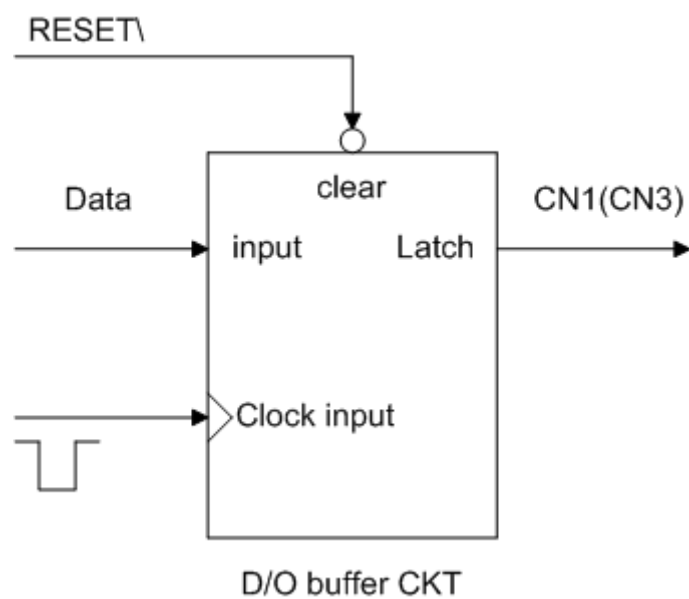 RESET\
clear
Data
CN1(CN3)
input
Latch
Clock input
D/O buffer CKT